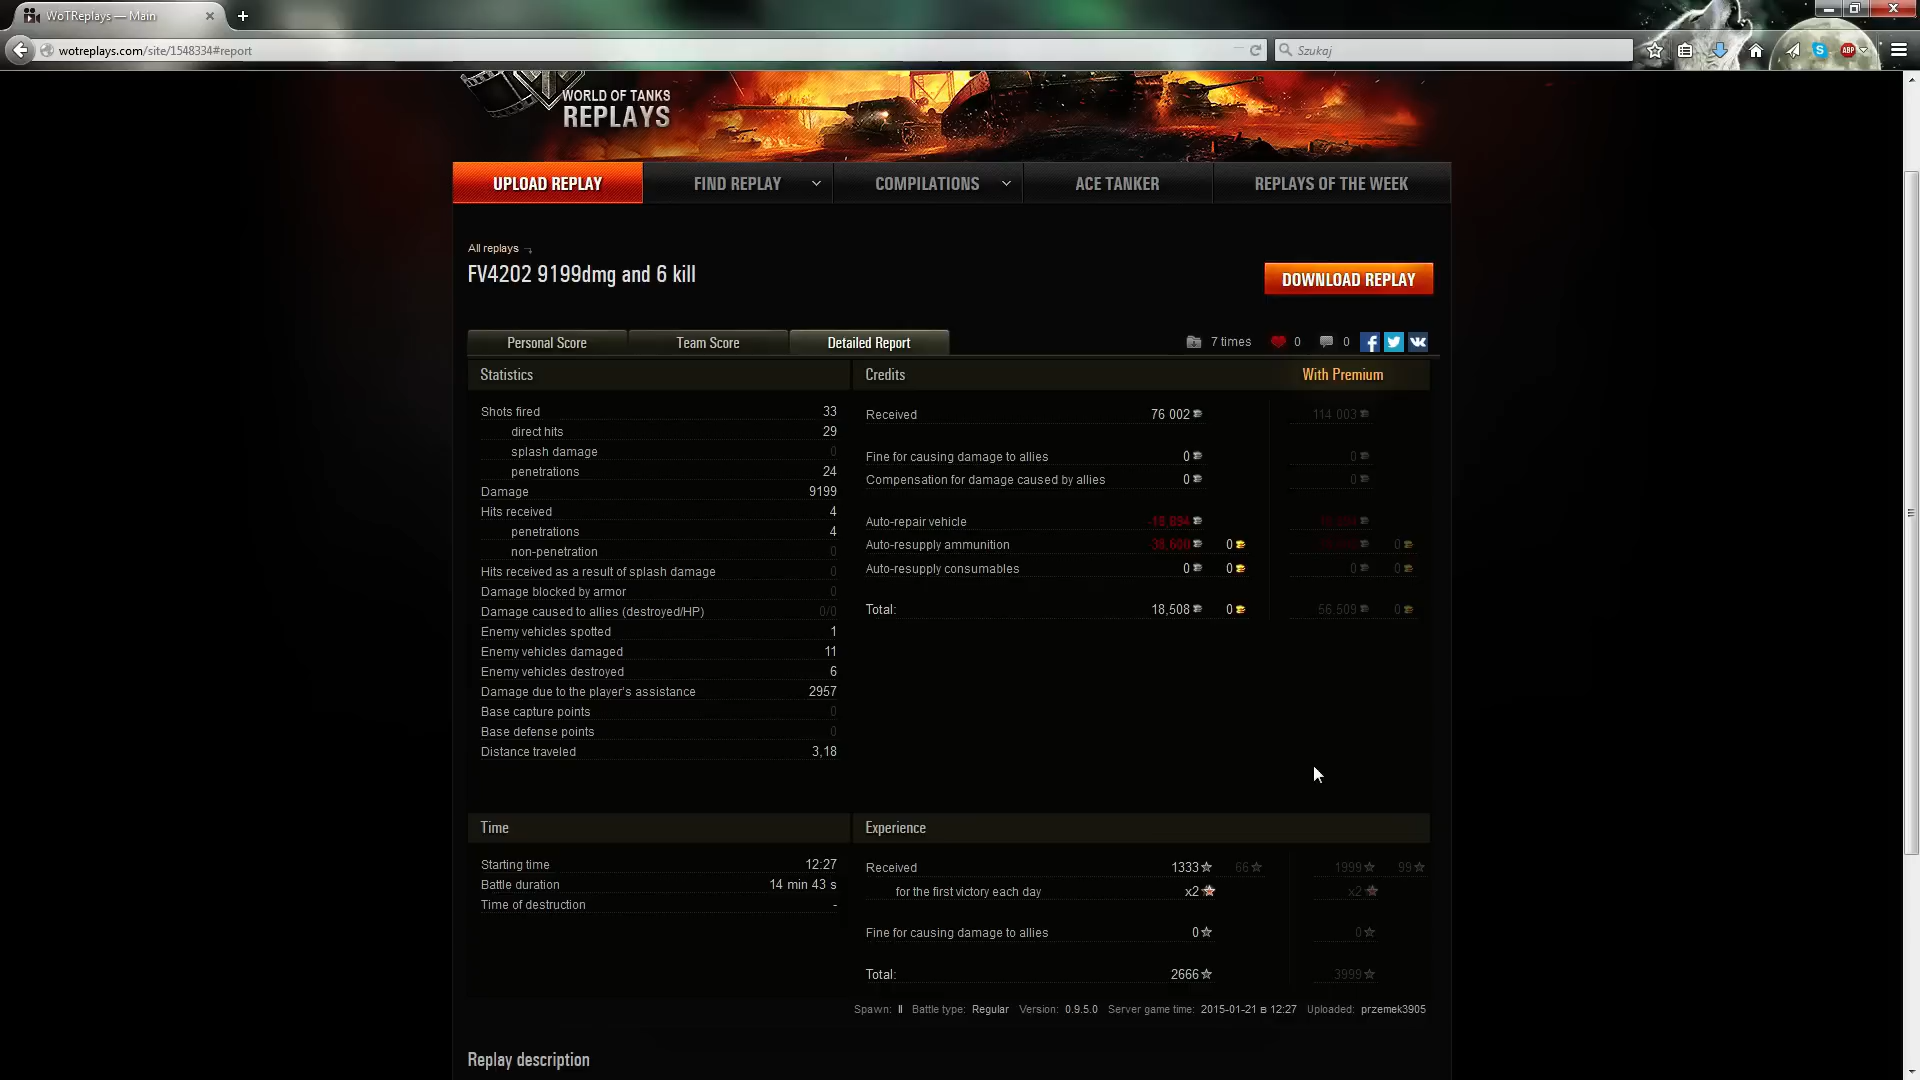 WoTReplays — Main
wotreplays.com/site/1548334#report
Szukaj
WORLD OF TANKS
REPLAYS
UPLOAD REPLAY FIND REPLAY COMPILATIONS ACE TANKER REPLAYS OF THE WEEK
All replays
FV4202 9199dmg and 6 kill
DOWNLOAD REPLAY
Personal Score Team Score Detailed Report 7 times 0 0
Statistics Credits With Premium
Shots fired 33
direct hits 29
splash damage 0
penetrations 24
Damage 9199
Hits received 4
penetrations 4
non-penetration 0
Hits received as a result of splash damage 0
Damage blocked by armor 0
Damage caused to allies (destroyed/HP) 0/0
Enemy vehicles spotted 1
Enemy vehicles damaged 11
Enemy vehicles destroyed 6
Damage due to the player's assistance 2957
Base capture points 0
Base defense points 0
Distance traveled 3,18
Received 76 002 114 003
Fine for causing damage to allies 0 0
Compensation for damage caused by allies 0 0
Auto-repair vehicle
Auto-resupply ammunition 0 0
Auto-resupply consumables 0 0 0 0
Total: 18,508 0 56.509 0
Time
Starting time 12:27
Battle duration 14 min 43 s
Time of destruction -
Experience
Received 1333 66 1999 99
for the first victory each day x2 x2
Fine for causing damage to allies 0 0
Total: 2666 3999
Spawn: II Battle type: Regular Version: 0.9.5.0 Server game time: 2015-01-21 в 12:27 Uploaded: przemek3905
Replay description